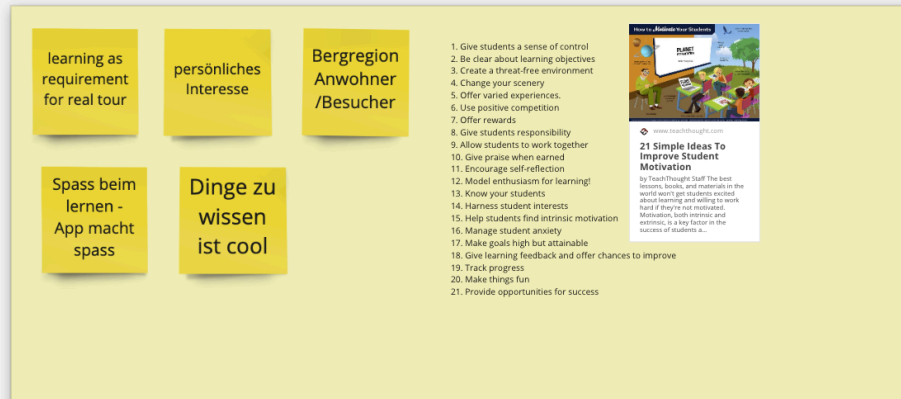 learning as
requirement
for real tour
persönliches
Interesse
Bergregion
Anwohner
/Besucher
Spass beim
lernen -
App macht
spass
Dinge zu
wissen
ist cool
1. Give students a sense of control
2. Be clear about learning objectives
3. Create a threat-free environment
4. Change your scenery
5. Offer varied experiences.
6. Use positive competition
7. Offer rewards
8. Give students responsibility
9. Allow students to work together
10. Give praise when earned
11. Encourage self-reflection
12. Model enthusiasm for learning!
13. Know your students
14. Harness student interests
15. Help students find intrinsic motivation
16. Manage student anxiety
17. Make goals high but attainable
18. Give learning feedback and offer chances to improve
19. Track progress
20. Make things fun
21. Provide opportunities for success
How to Motivate Your Students
PLANET
www.teachthought.com
21 Simple Ideas To
Improve Student
Motivation
by TeachThought Staff The best
lessons, books, and materials in the
world won't get students excited
about learning and willing to work
hard if they're not motivated.
Motivation, both intrinsic and
extrinsic, is a key factor in the
success of students a...